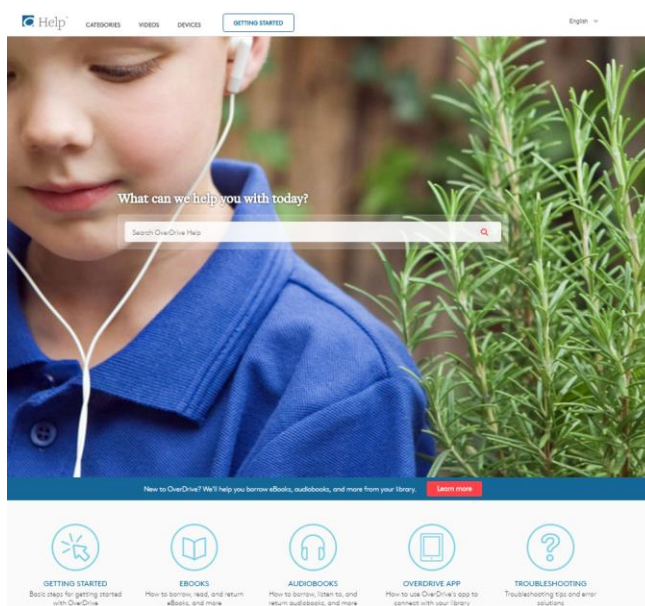 Help
CATEGORIES
VIDEOS
DEVICES
GETTING STARTED
English
What can we help you with today?
Search OverDrive Help
New to OverDrive? We'll help you borrow eBooks, audiobooks, and more from your library.
Learn more
GETTING STARTED
Basic steps for getting started
with OverDrive
EBOOKS
How to borrow, read, and return
eBooks, and more
AUDIOBOOKS
How to borrow, listen to, and
return audiobooks, and more
OVERDRIVE APP
How to use OverDrive's app to
connect with your library
TROUBLESHOOTING
Troubleshooting tips and error
solutions